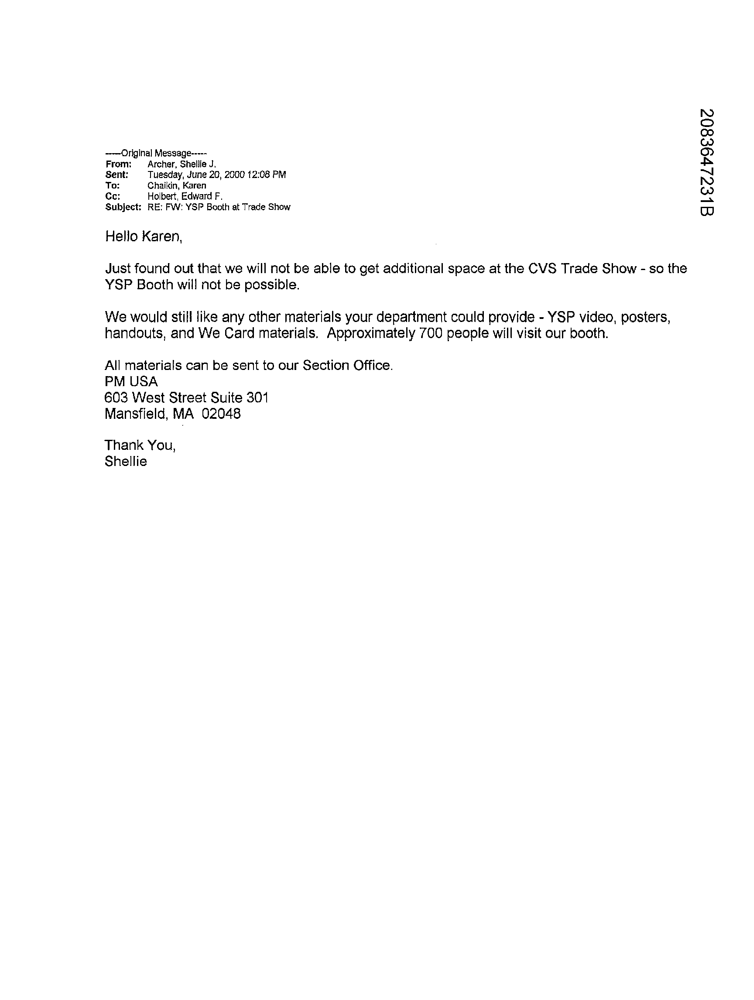 -----Original Message-----
From: Archer, Shellie J.
Sent: Tuesday, June 20, 2000 12:08 PM
To: Chaikin, Karen
Cc: Holbert, Edward F.
Subject: RE: FW: YSP Booth at Trade Show
Hello Karen,
Just found out that we will not be able to get additional space at the CVS Trade Show - so the
YSP Booth will not be possible.
We would still like any other materials your department could provide - YSP video, posters,
handouts, and We Card materials. Approximately 700 people will visit our booth.
All materials can be sent to our Section Office.
PM USA
603 West Street Suite 301
Mansfield, MA 02048
Thank You,
Shellie
2083647231B